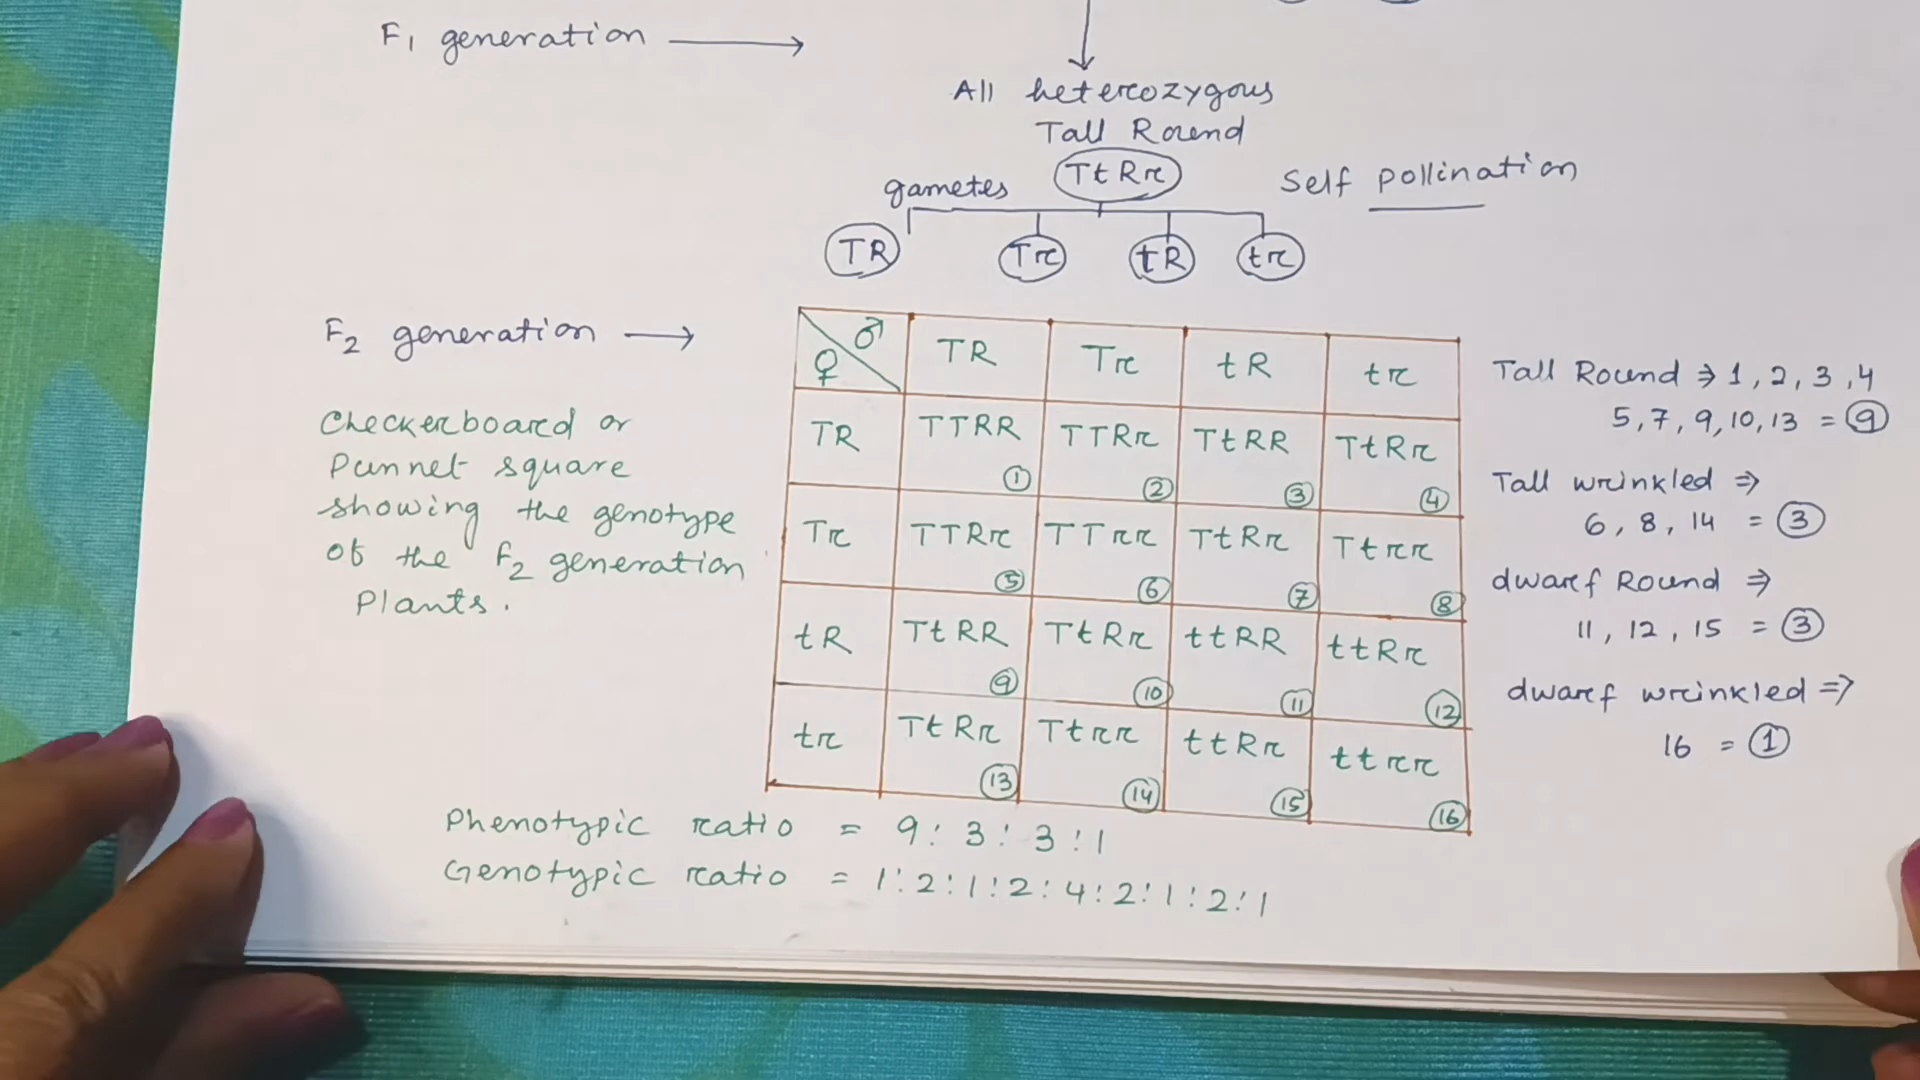 F1 generation →
All heterozygous
Tall Round
gametes TtRr Self pollination
TR Tr tR tr
F2 generation →
♀ ♂ TR Tr tR tr
TR TTRR 1 TTRr 2 TtRR 3 TtRr 4
Tr TTRr 5 TTrr 6 TtRr 7 Ttrr 8
tR TtRR 9 TtRr 10 ttRR 11 ttRr 12
tr TtRr 13 Ttrr 14 ttRr 15 ttrr 16
Checkerboard or
Punnet square
showing the genotype
of the F2 generation
Plants.
Tall Round ⇒ 1, 2, 3, 4
5, 7, 9, 10, 13 = 9
Tall wrinkled ⇒
6, 8, 14 = 3
dwarf Round ⇒
11, 12, 15 = 3
dwarf wrinkled ⇒
16 = 1
Phenotypic ratio = 9 : 3 : 3 : 1
Genotypic ratio = 1 : 2 : 1 : 2 : 4 : 2 : 1 : 2 : 1